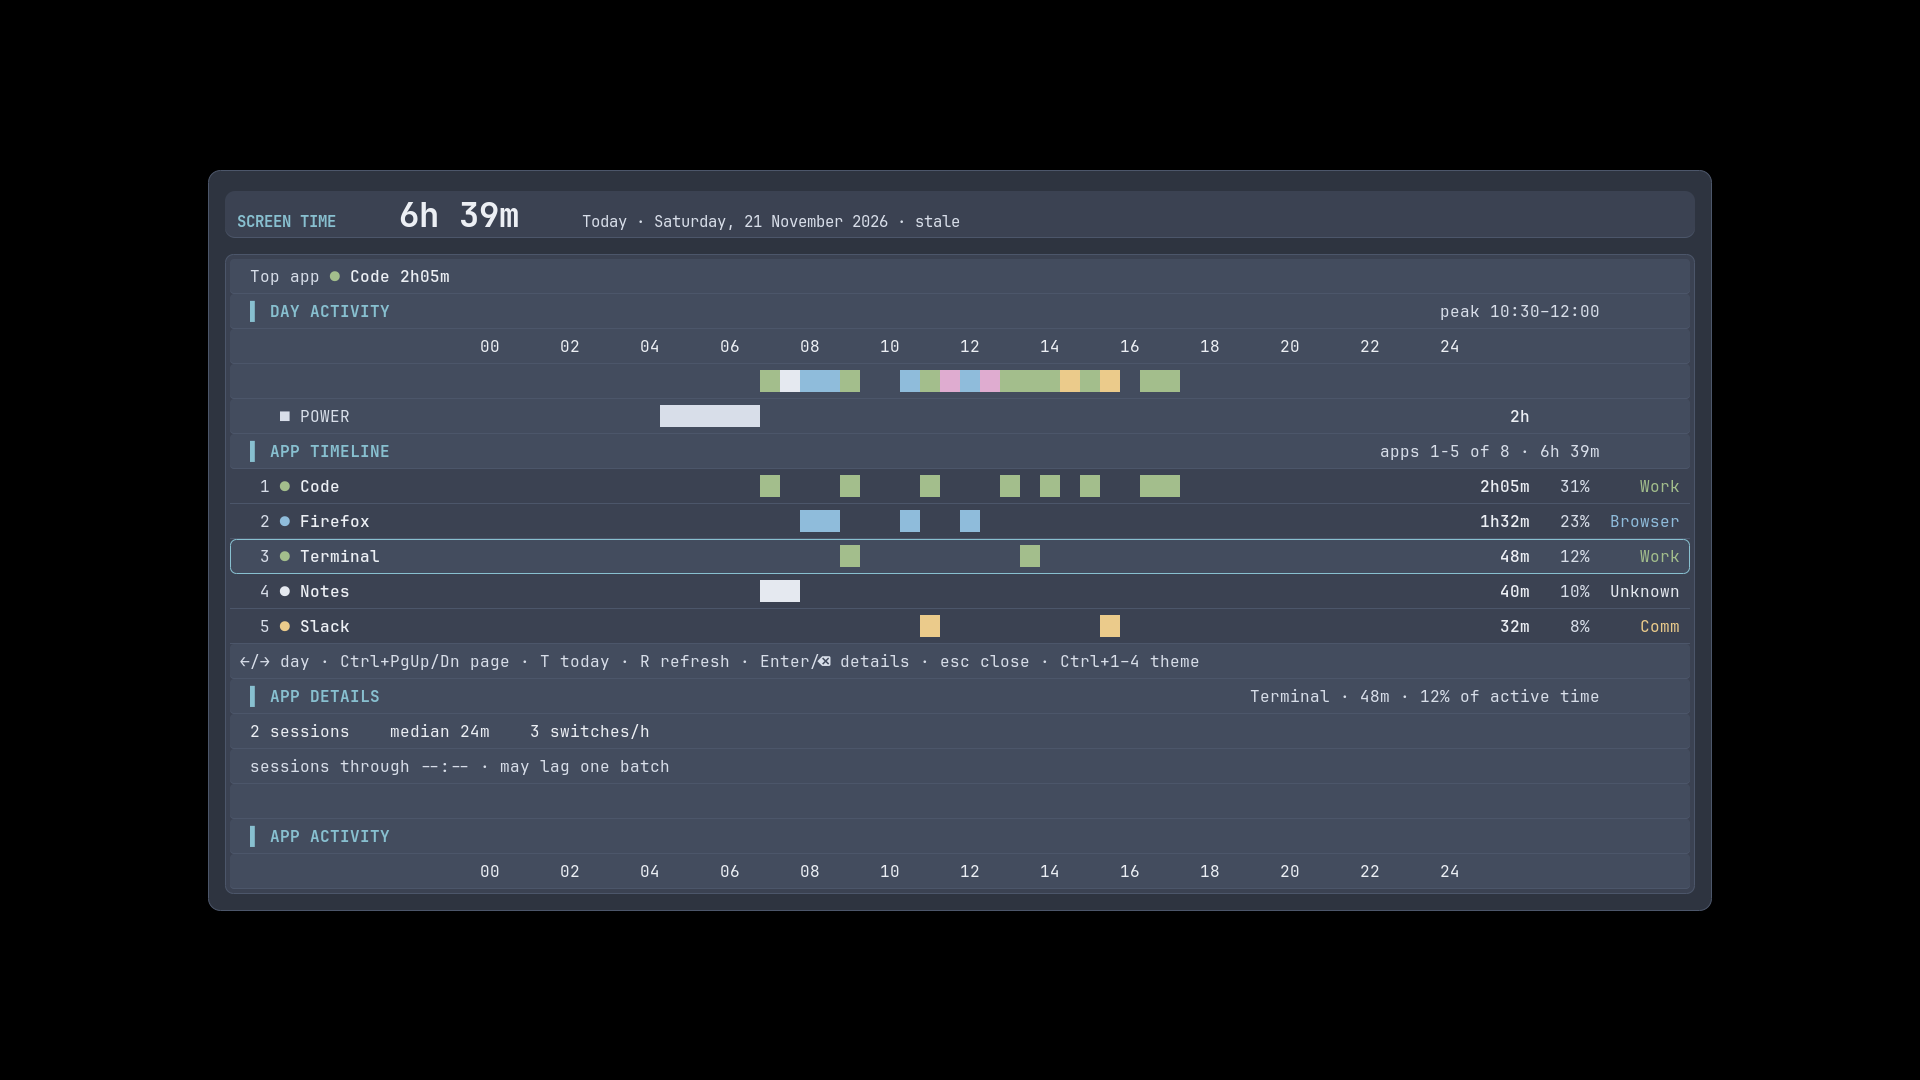 SCREEN TIME 6h 39m Today · Saturday, 21 November 2026 · stale
Top app ● Code 2h05m
DAY ACTIVITY peak 10:30–12:00
00 02 04 06 08 10 12 14 16 18 20 22 24
■ POWER 2h
APP TIMELINE apps 1-5 of 8 · 6h 39m
1 ● Code 2h05m 31% Work
2 ● Firefox 1h32m 23% Browser
3 ● Terminal 48m 12% Work
4 ● Notes 40m 10% Unknown
5 ● Slack 32m 8% Comm
←/→ day · Ctrl+PgUp/Dn page · T today · R refresh · Enter/⌫ details · esc close · Ctrl+1–4 theme
APP DETAILS Terminal · 48m · 12% of active time
2 sessions median 24m 3 switches/h
sessions through --:-- · may lag one batch
APP ACTIVITY
00 02 04 06 08 10 12 14 16 18 20 22 24